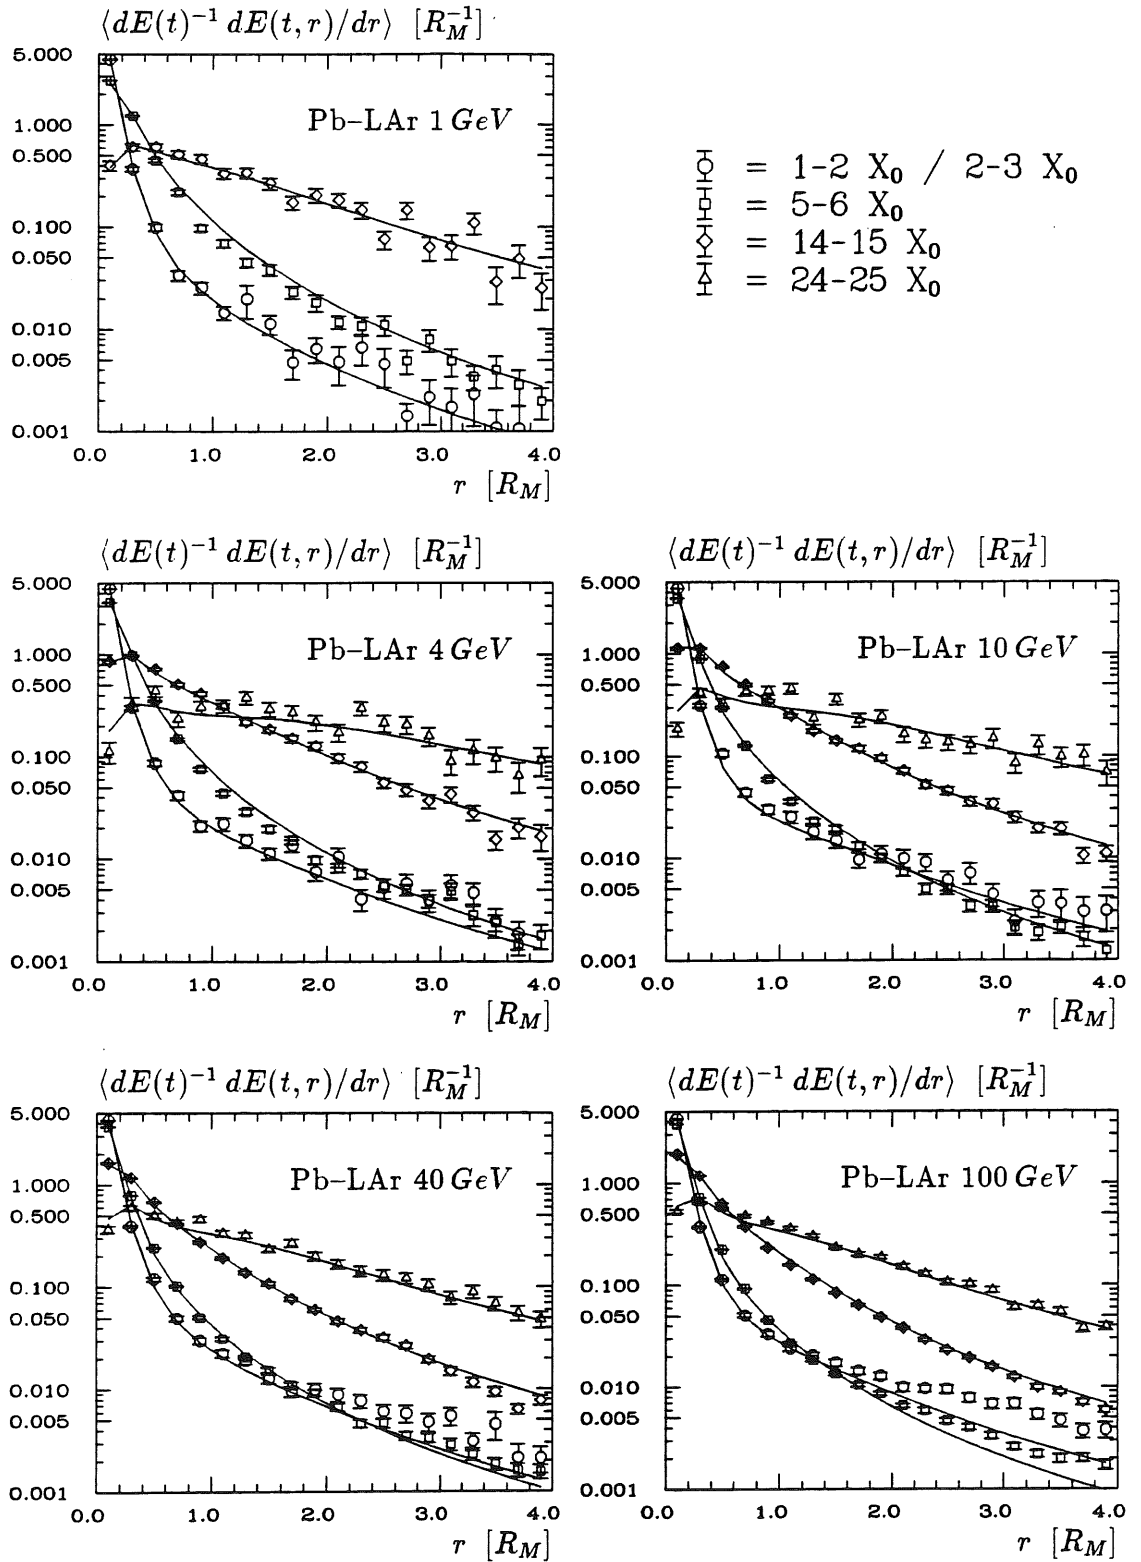 ⟨dE(t)⁻¹ dE(t,r)/dr⟩ [R_M⁻¹]
5.000
1.000
0.500
0.100
0.050
0.010
0.005
0.001
Pb–LAr 1 GeV
0.0 1.0 2.0 3.0 4.0
r [R_M]
= 1-2 X₀ / 2-3 X₀
= 5-6 X₀
= 14-15 X₀
= 24-25 X₀
⟨dE(t)⁻¹ dE(t,r)/dr⟩ [R_M⁻¹]
5.000
1.000
0.500
0.100
0.050
0.010
0.005
0.001
Pb–LAr 4 GeV
0.0 1.0 2.0 3.0 4.0
r [R_M]
⟨dE(t)⁻¹ dE(t,r)/dr⟩ [R_M⁻¹]
5.000
1.000
0.500
0.100
0.050
0.010
0.005
0.001
Pb–LAr 10 GeV
0.0 1.0 2.0 3.0 4.0
r [R_M]
⟨dE(t)⁻¹ dE(t,r)/dr⟩ [R_M⁻¹]
5.000
1.000
0.500
0.100
0.050
0.010
0.005
0.001
Pb–LAr 40 GeV
0.0 1.0 2.0 3.0 4.0
r [R_M]
⟨dE(t)⁻¹ dE(t,r)/dr⟩ [R_M⁻¹]
5.000
1.000
0.500
0.100
0.050
0.010
0.005
0.001
Pb–LAr 100 GeV
0.0 1.0 2.0 3.0 4.0
r [R_M]